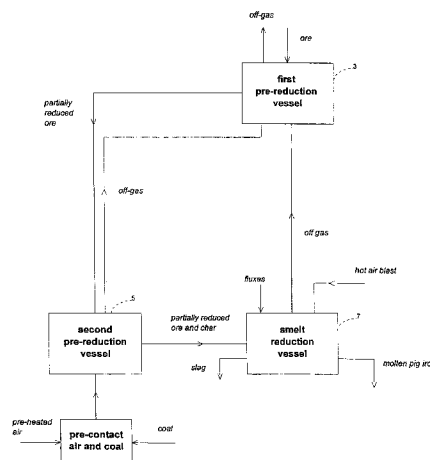 off-gas
ore
3
first
pre-reduction
vessel
partially
reduced
ore
off-gas
off gas
hot air blast
fluxes
5
partially reduced
ore and char
7
second
pre-reduction
vessel
smelt
reduction
vessel
slag
molten pig iro
pre-heated
air
pre-contact
air and coal
coal